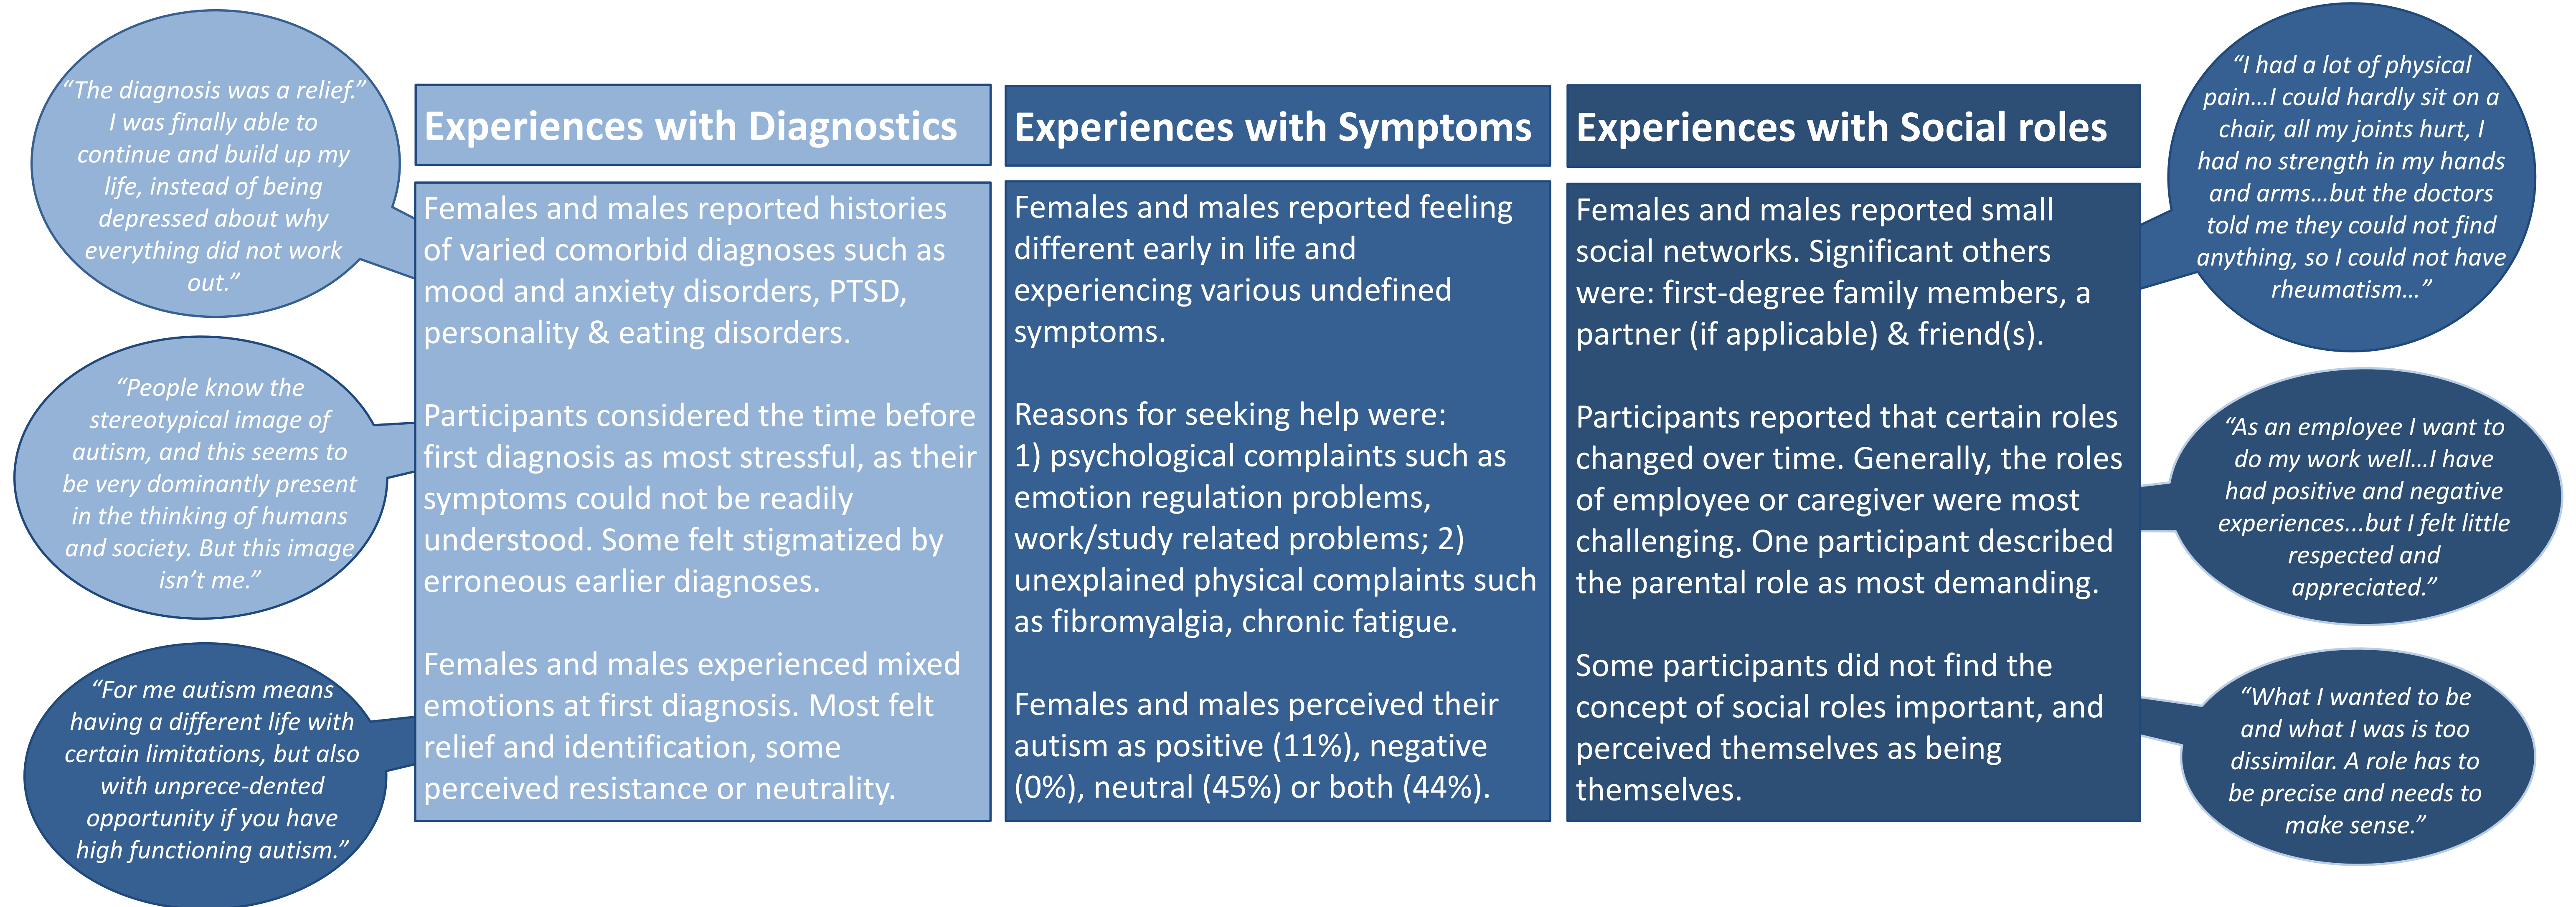 “The diagnosis was a relief.”
I was finally able to
continue and build up my
life, instead of being
depressed about why
everything did not work
out.”
“People know the
stereotypical image of
autism, and this seems to
be very dominantly present
in the thinking of humans
and society. But this image
isn’t me.”
“For me autism means
having a different life with
certain limitations, but also
with unprece-dented
opportunity if you have
high functioning autism.”
Experiences with Diagnostics
Females and males reported histories
of varied comorbid diagnoses such as
mood and anxiety disorders, PTSD,
personality & eating disorders.
Participants considered the time before
first diagnosis as most stressful, as their
symptoms could not be readily
understood. Some felt stigmatized by
erroneous earlier diagnoses.
Females and males experienced mixed
emotions at first diagnosis. Most felt
relief and identification, some
perceived resistance or neutrality.
Experiences with Symptoms
Females and males reported feeling
different early in life and
experiencing various undefined
symptoms.
Reasons for seeking help were:
1) psychological complaints such as
emotion regulation problems,
work/study related problems; 2)
unexplained physical complaints such
as fibromyalgia, chronic fatigue.
Females and males perceived their
autism as positive (11%), negative
(0%), neutral (45%) or both (44%).
Experiences with Social roles
Females and males reported small
social networks. Significant others
were: first-degree family members, a
partner (if applicable) & friend(s).
Participants reported that certain roles
changed over time. Generally, the roles
of employee or caregiver were most
challenging. One participant described
the parental role as most demanding.
Some participants did not find the
concept of social roles important, and
perceived themselves as being
themselves.
“I had a lot of physical
pain…I could hardly sit on a
chair, all my joints hurt, I
had no strength in my hands
and arms…but the doctors
told me they could not find
anything, so I could not have
rheumatism…”
“As an employee I want to
do my work well…I have
had positive and negative
experiences...but I felt little
respected and
appreciated.”
“What I wanted to be
and what I was is too
dissimilar. A role has to
be precise and needs to
make sense.”